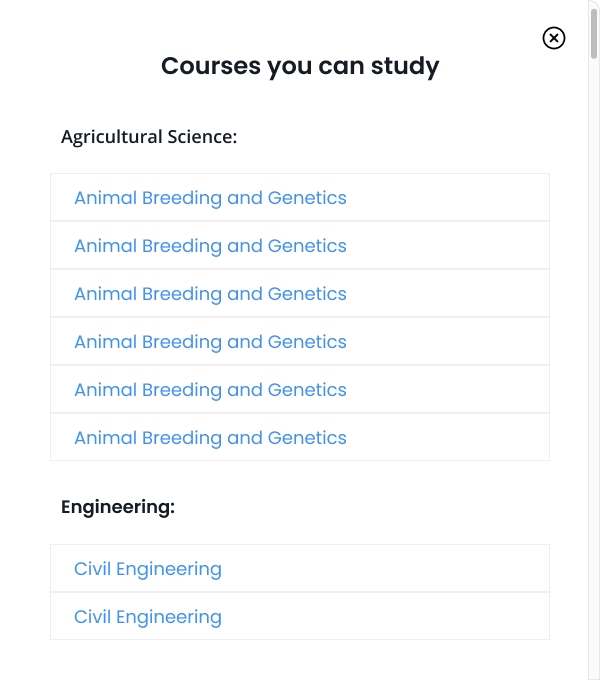 Courses you can study
Agricultural Science:
Animal Breeding and Genetics
Animal Breeding and Genetics
Animal Breeding and Genetics
Animal Breeding and Genetics
Animal Breeding and Genetics
Animal Breeding and Genetics
Engineering:
Civil Engineering
Civil Engineering